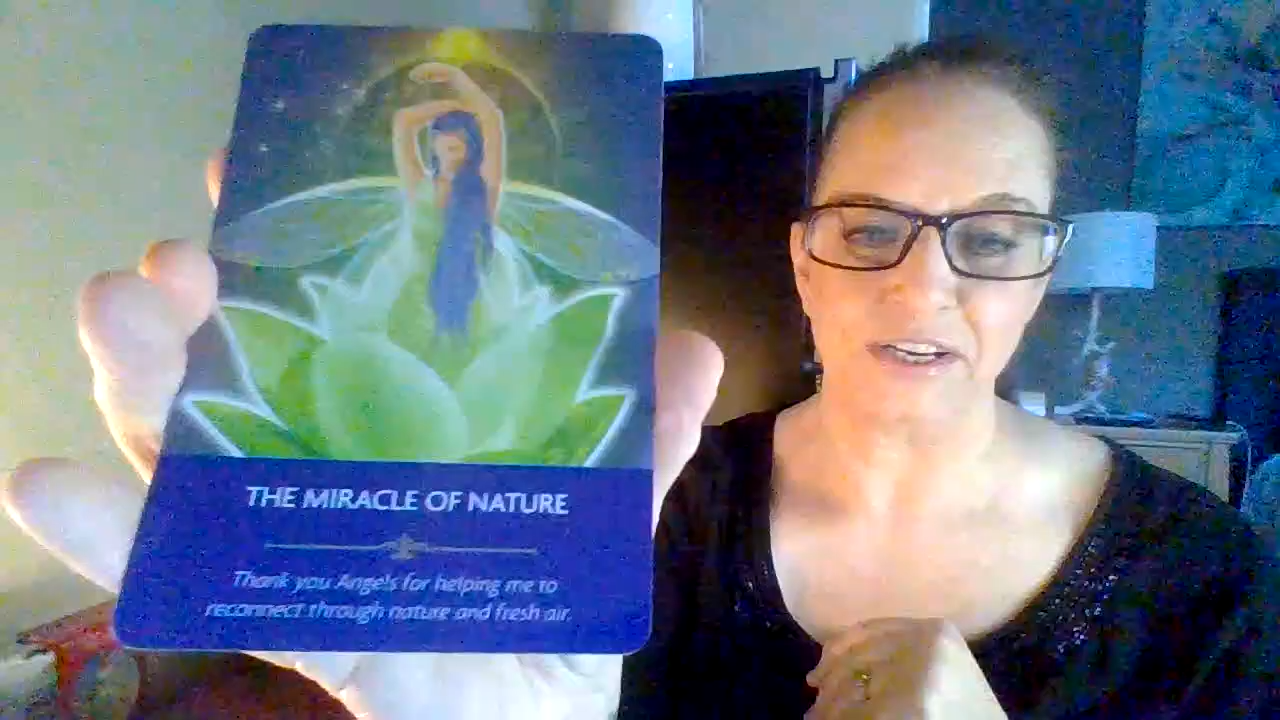 THE MIRACLE OF NATURE
Thank you Angels for helping me to
reconnect through nature and fresh air.